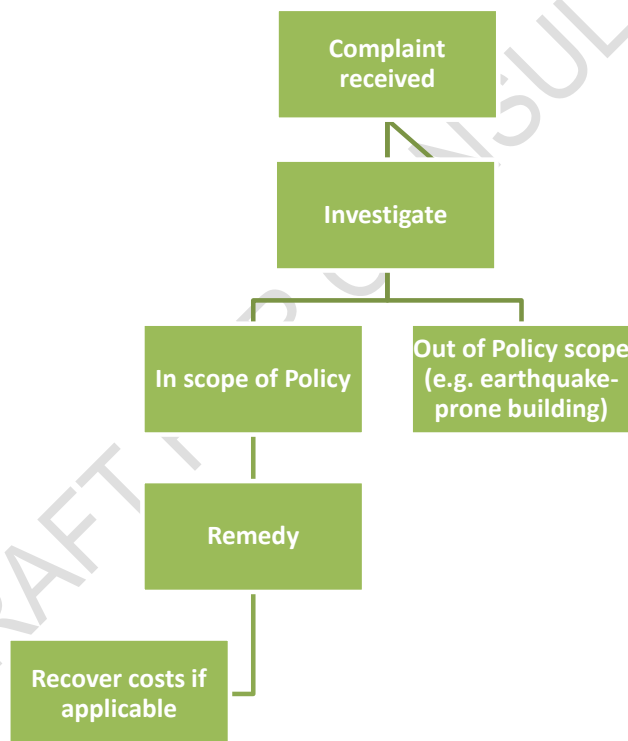 Complaint
received
Investigate
In scope of Policy
Out of Policy scope
(e.g. earthquake-
prone building)
Remedy
Recover costs if
applicable